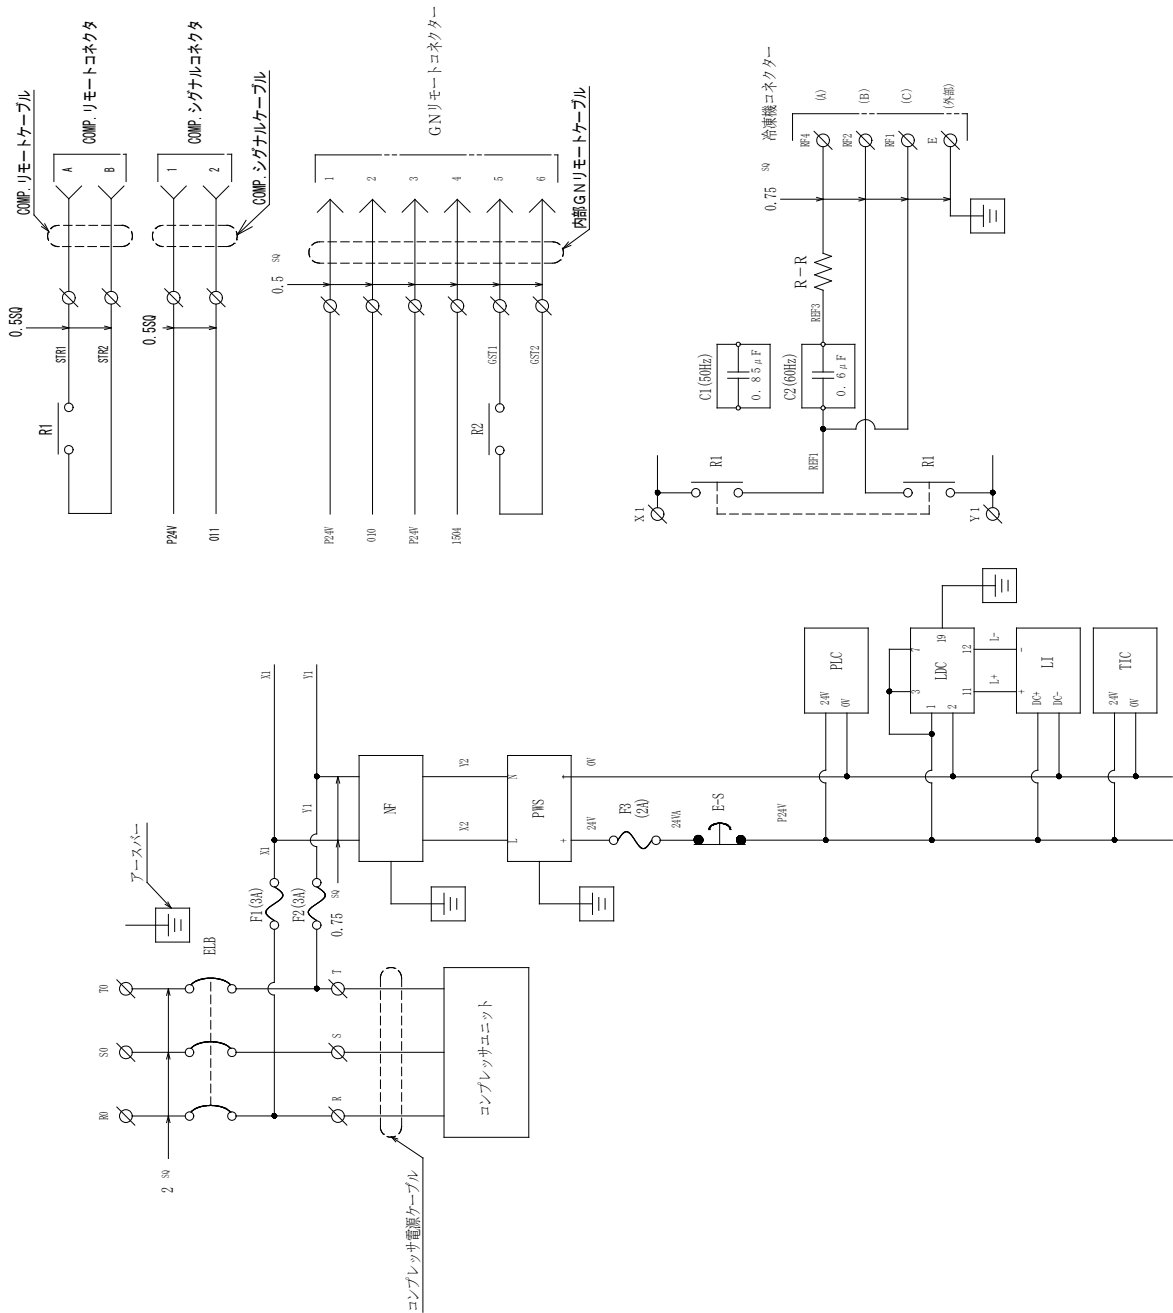 COMP.リモートケーブル
COMP.リモートコネクタ
A
B
0.5SQ
STR1
STR2
R1
COMP.シグナルコネクタ
COMP.シグナルケーブル
1
2
0.5SQ
P24V
011
GNリモートコネクター
1
2
3
4
5
6
0.5 SQ
内部GNリモートケーブル
GST1
GST2
R2
P24V
010
P24V
1504
冷凍機コネクター
(A)
(B)
(C)
(外部)
RF4
RF2
RF1
E
0.75 SQ
R-R
REF3
C1(50Hz)
0.85μF
C2(60Hz)
0.6μF
REF1
R1
R1
X1
Y1
アースバー
ELB
T0
S0
R0
2 SQ
T
S
R
コンプレッサ電源ケーブル
コンプレッサユニット
F1(3A)
F2(3A)
0.75 SQ
X1
Y1
X1
Y1
NF
X2
Y2
PWS
L
N
+
-
24V
0V
F3
(2A)
24VA
E-S
P24V
PLC
24V
0V
LDC
1
2
3
7
19
11
12
L+
L-
LI
DC+
DC-
+
-
TIC
24V
0V